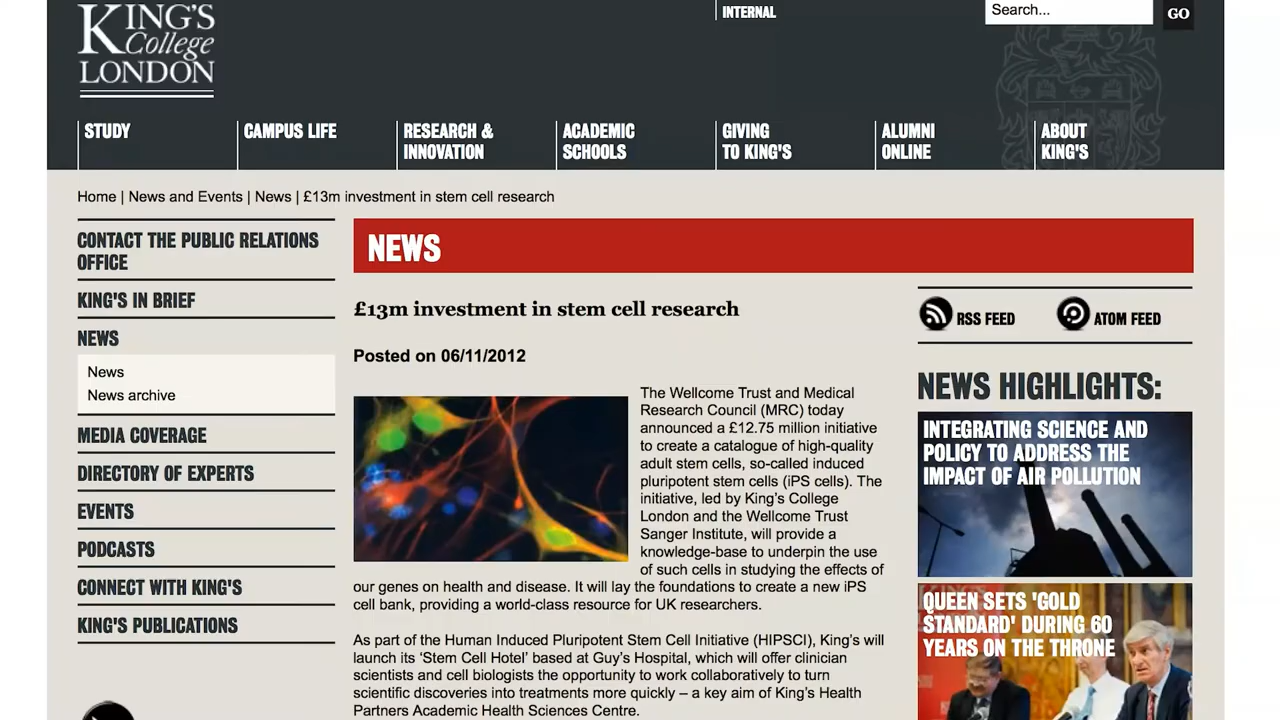 KING'S
College
LONDON
INTERNAL
Search...
GO
STUDY
CAMPUS LIFE
RESEARCH &
INNOVATION
ACADEMIC
SCHOOLS
GIVING
TO KING'S
ALUMNI
ONLINE
ABOUT
KING'S
Home | News and Events | News | £13m investment in stem cell research
CONTACT THE PUBLIC RELATIONS
OFFICE
KING'S IN BRIEF
NEWS
News
News archive
MEDIA COVERAGE
DIRECTORY OF EXPERTS
EVENTS
PODCASTS
CONNECT WITH KING'S
KING'S PUBLICATIONS
NEWS
£13m investment in stem cell research
Posted on 06/11/2012
The Wellcome Trust and Medical
Research Council (MRC) today
announced a £12.75 million initiative
to create a catalogue of high-quality
adult stem cells, so-called induced
pluripotent stem cells (iPS cells). The
initiative, led by King's College
London and the Wellcome Trust
Sanger Institute, will provide a
knowledge-base to underpin the use
of such cells in studying the effects of
our genes on health and disease. It will lay the foundations to create a new iPS
cell bank, providing a world-class resource for UK researchers.
As part of the Human Induced Pluripotent Stem Cell Initiative (HIPSCI), King's will
launch its 'Stem Cell Hotel' based at Guy's Hospital, which will offer clinician
scientists and cell biologists the opportunity to work collaboratively to turn
scientific discoveries into treatments more quickly – a key aim of King's Health
Partners Academic Health Sciences Centre.
RSS FEED
ATOM FEED
NEWS HIGHLIGHTS:
INTEGRATING SCIENCE AND
POLICY TO ADDRESS THE
IMPACT OF AIR POLLUTION
QUEEN SETS 'GOLD
STANDARD' DURING 60
YEARS ON THE THRONE